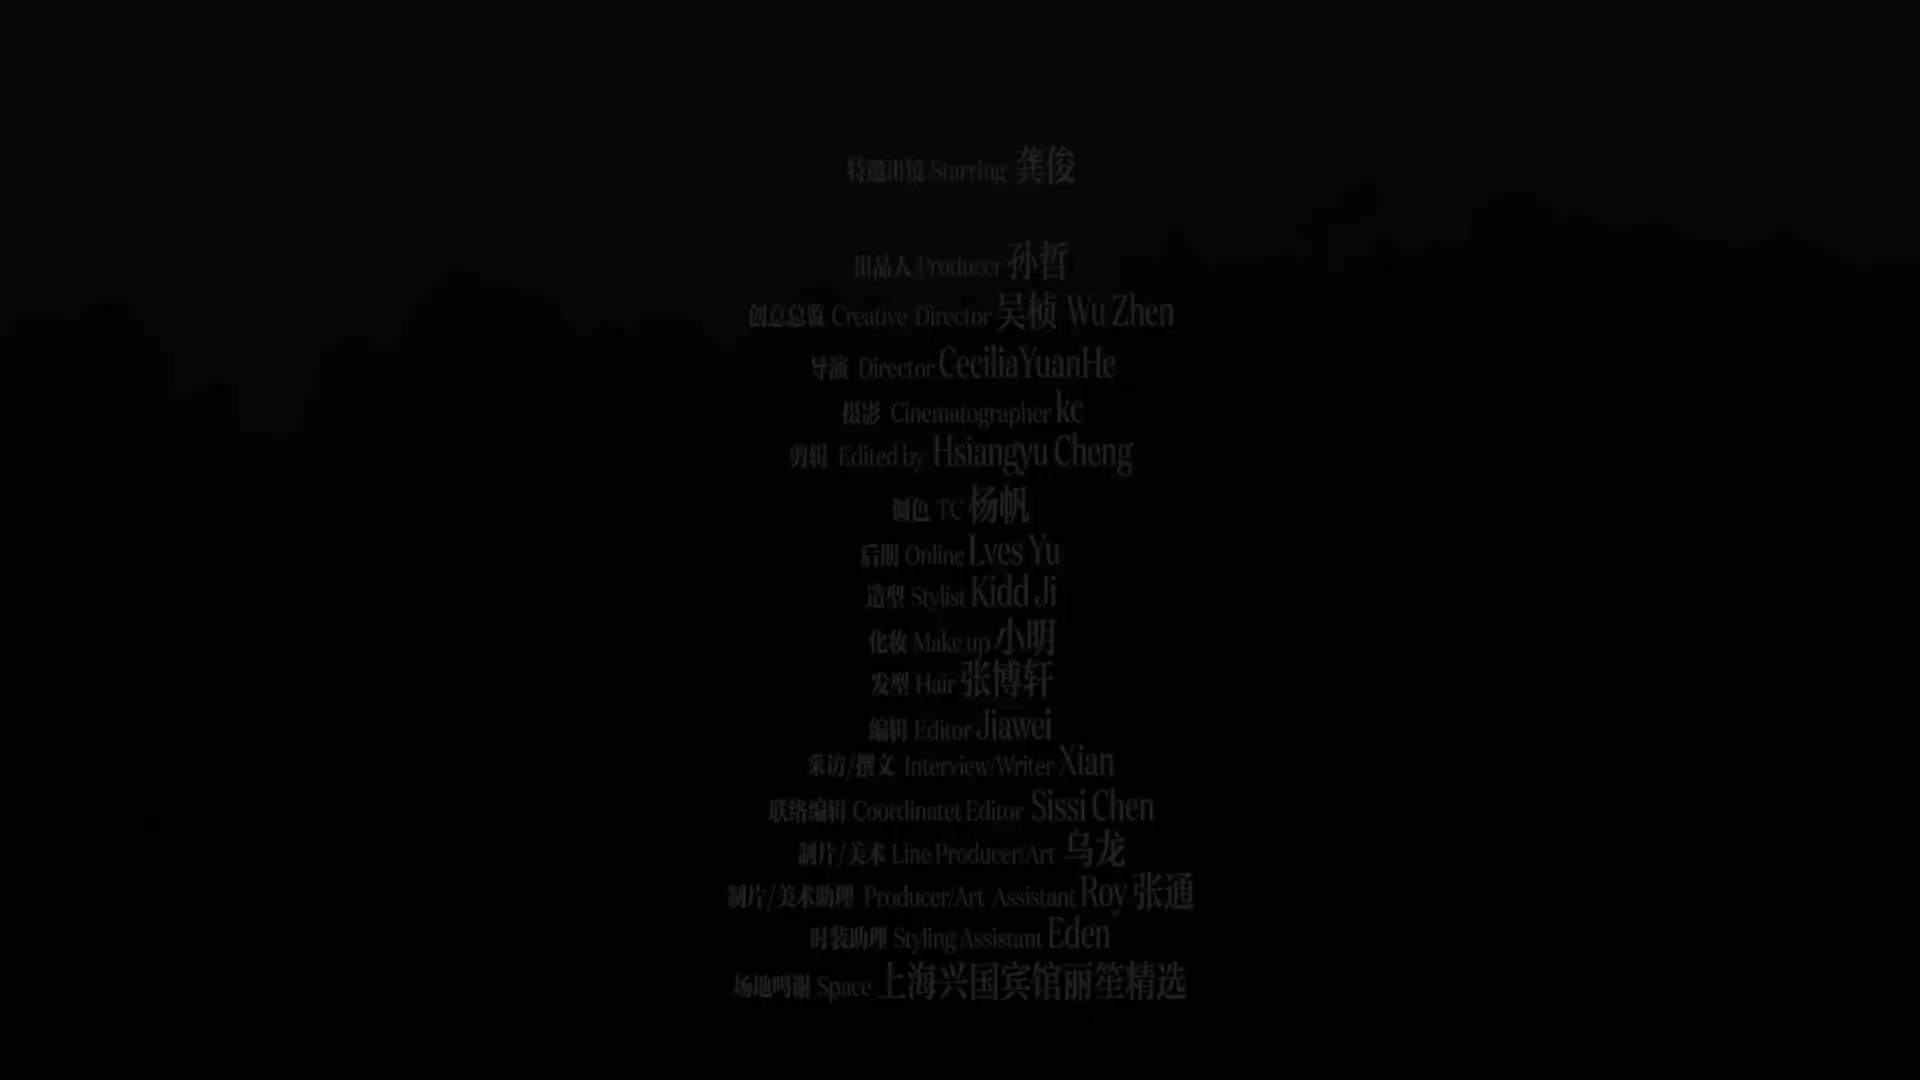 特邀出镜 Starring 龚俊
出品人 Producer 孙哲
创意总监 Creative Director 吴桢 Wu Zhen
导演 Director CeciliaYuanHe
摄影 Cinematographer kc
剪辑 Edited by Hsiangyu Cheng
调色 TC 杨帆
后期 Online Lves Yu
造型 Stylist Kidd Ji
化妆 Make up 小明
发型 Hair 张博轩
编辑 Editor Jiawei
采访/撰文 Interview/Writer Xian
联络编辑 Coordinatet Editor Sissi Chen
制片/美术 Line Producer/Art 乌龙
制片/美术助理 Producer/Art Assistant Roy 张通
时装助理 Styling Assistant Eden
场地鸣谢 Space 上海兴国宾馆丽笙精选